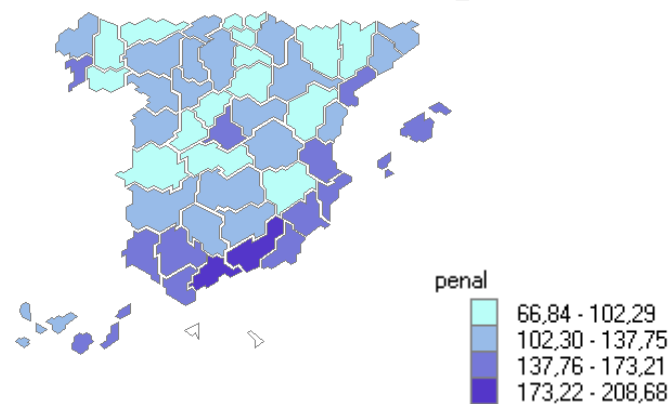 penal
66,84 - 102,29
102,30 - 137,75
137,76 - 173,21
173,22 - 208,68